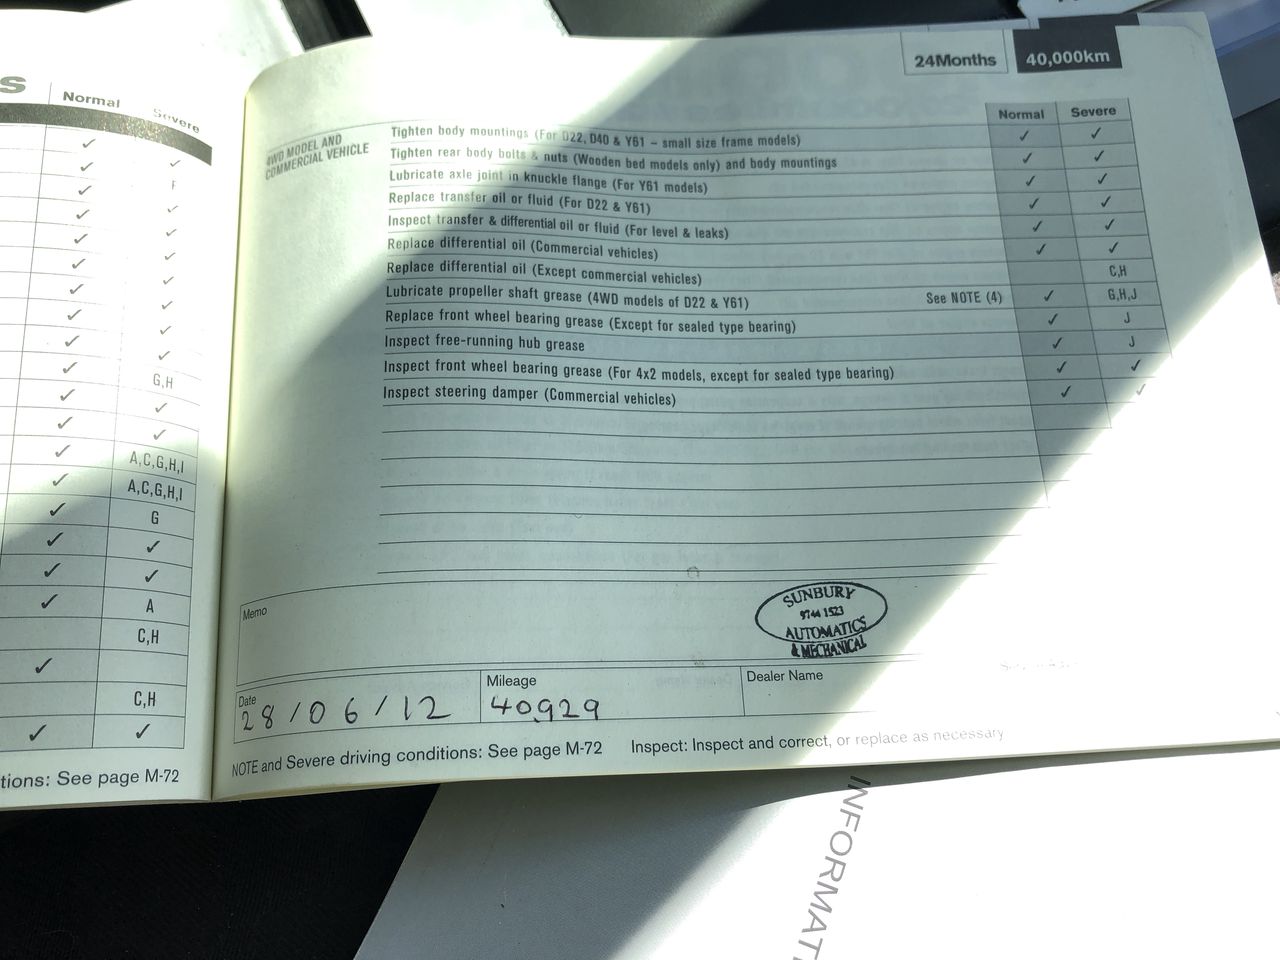 s
Normal
Severe
✓
✓ ✓
✓ F
✓ ✓
✓ ✓
✓ ✓
✓ ✓
✓ ✓
✓ ✓
✓ G,H
✓ ✓
✓ ✓
✓ A,C,G,H,I
✓ A,C,G,H,I
✓ G
✓ ✓
✓ ✓
✓ A
C,H
✓
C,H
✓ ✓
tions: See page M-72
24Months 40,000km
Normal Severe
4WD MODEL AND
COMMERCIAL VEHICLE
Tighten body mountings (For D22, D40 & Y61 – small size frame models) ✓ ✓
Tighten rear body bolts & nuts (Wooden bed models only) and body mountings ✓ ✓
Lubricate axle joint in knuckle flange (For Y61 models) ✓ ✓
Replace transfer oil or fluid (For D22 & Y61) ✓ ✓
Inspect transfer & differential oil or fluid (For level & leaks) ✓ ✓
Replace differential oil (Commercial vehicles) ✓ ✓
Replace differential oil (Except commercial vehicles) C,H
Lubricate propeller shaft grease (4WD models of D22 & Y61) See NOTE (4) ✓ G,H,J
Replace front wheel bearing grease (Except for sealed type bearing) ✓ J
Inspect free-running hub grease ✓ J
Inspect front wheel bearing grease (For 4x2 models, except for sealed type bearing) ✓ ✓
Inspect steering damper (Commercial vehicles) ✓ ✓
Memo
SUNBURY
9744 1523
AUTOMATICS
& MECHANICAL
Date
28/06/12
Mileage
40929
Dealer Name
NOTE and Severe driving conditions: See page M-72 Inspect: Inspect and correct, or replace as necessary
INFORMAT